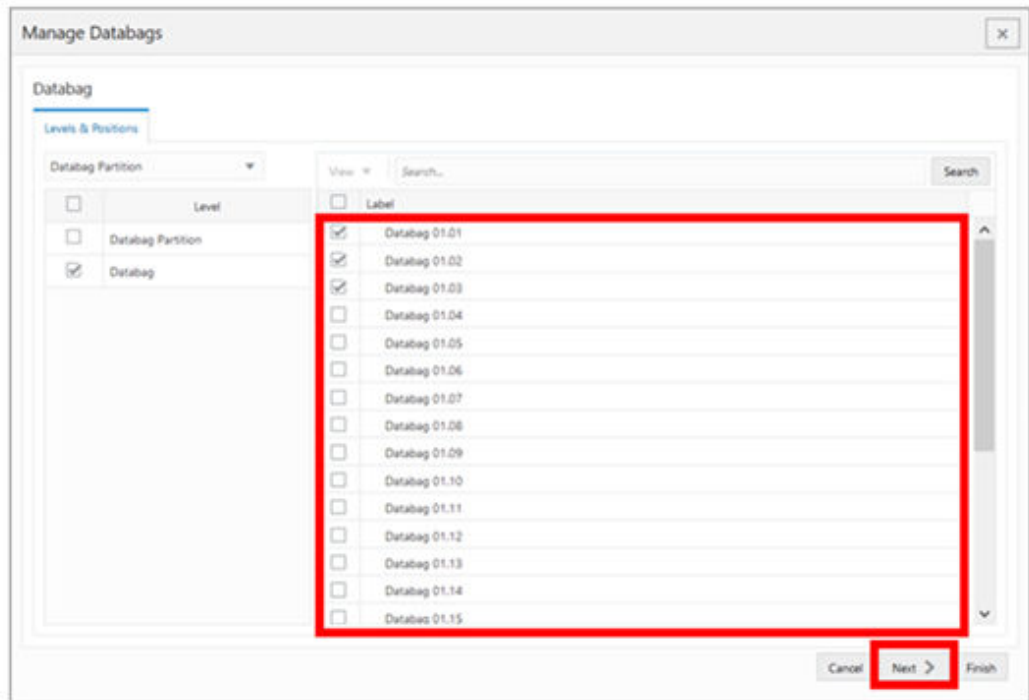 Manage Databags
Databag
Levels & Positions
Databag Partition
View
Search...
Search
Level
Label
Databag Partition
Databag
Databag 01.01
Databag 01.02
Databag 01.03
Databag 01.04
Databag 01.05
Databag 01.06
Databag 01.07
Databag 01.08
Databag 01.09
Databag 01.10
Databag 01.11
Databag 01.12
Databag 01.13
Databag 01.14
Databag 01.15
Cancel
Next
Finish